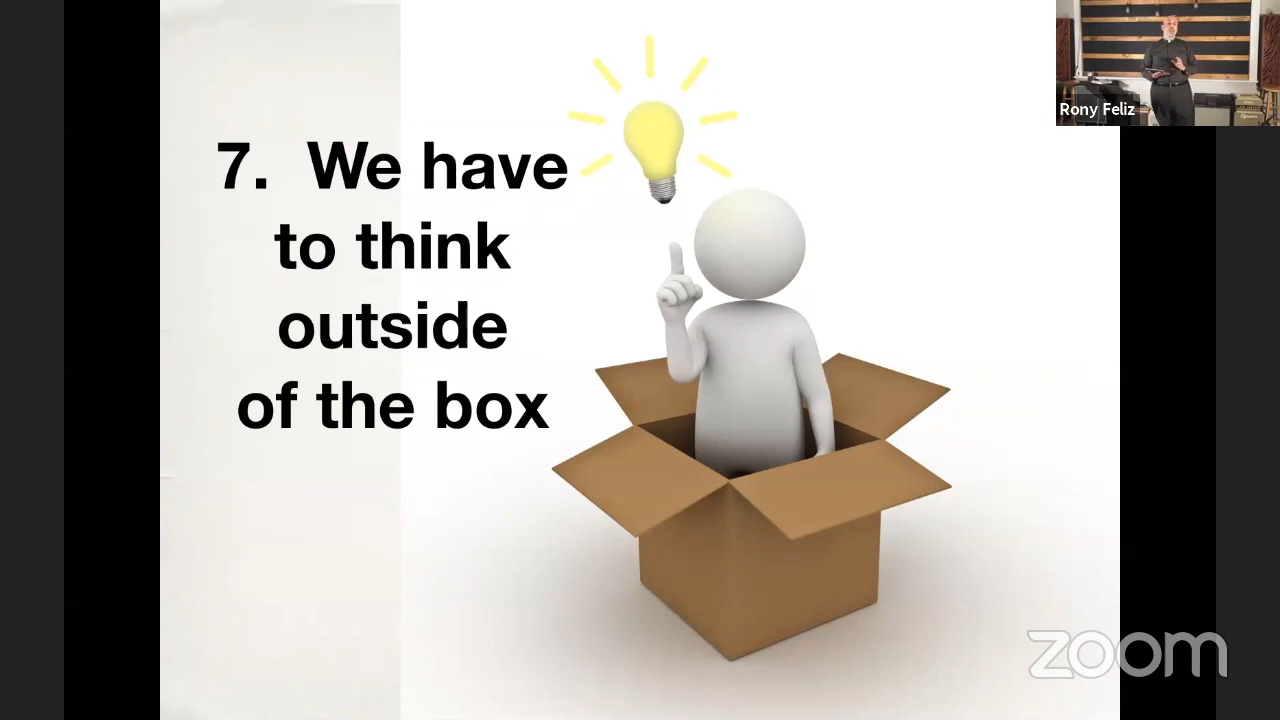 7. We have
to think
outside
of the box
Rony Feliz
zoom